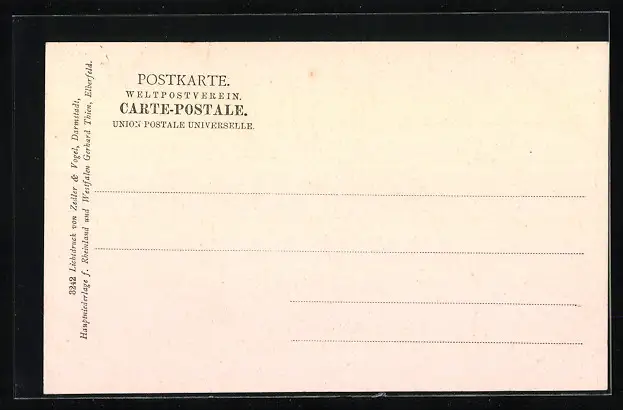 POSTKARTE.
WELTPOSTVEREIN.
CARTE-POSTALE.
UNION POSTALE UNIVERSELLE.
3242 Lichtdruck von Zedler & Vogel, Darmstadt,
Hauptniederlage f. Rheinland und Westfalen Gerhard Thien, Elberfeld.